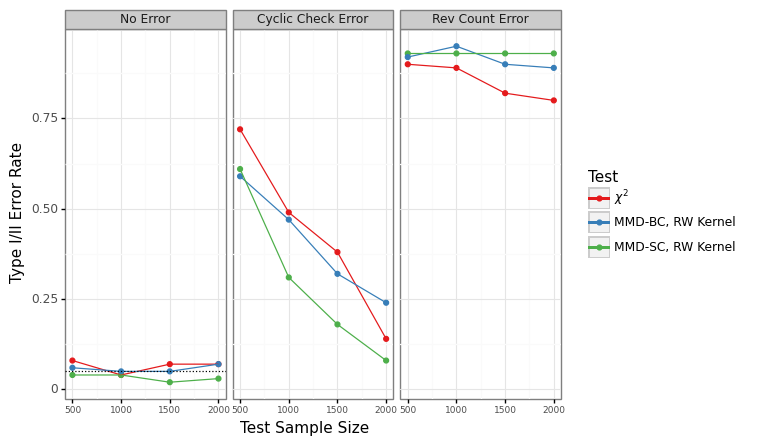 No Error
Cyclic Check Error
Rev Count Error
Type I/II Error Rate
0.75
0.50
0.25
0
500 1000 1500 2000
500 1000 1500 2000
500 1000 1500 2000
Test Sample Size
Test
χ²
MMD-BC, RW Kernel
MMD-SC, RW Kernel